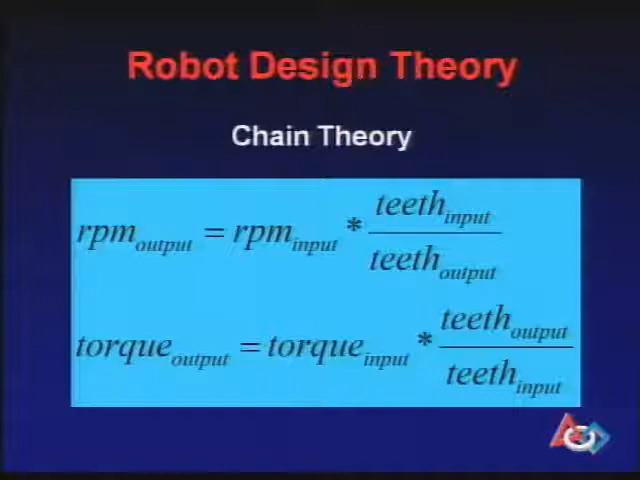 Robot Design Theory
Chain Theory
rpm_output = rpm_input * teeth_input / teeth_output
torque_output = torque_input * teeth_output / teeth_input